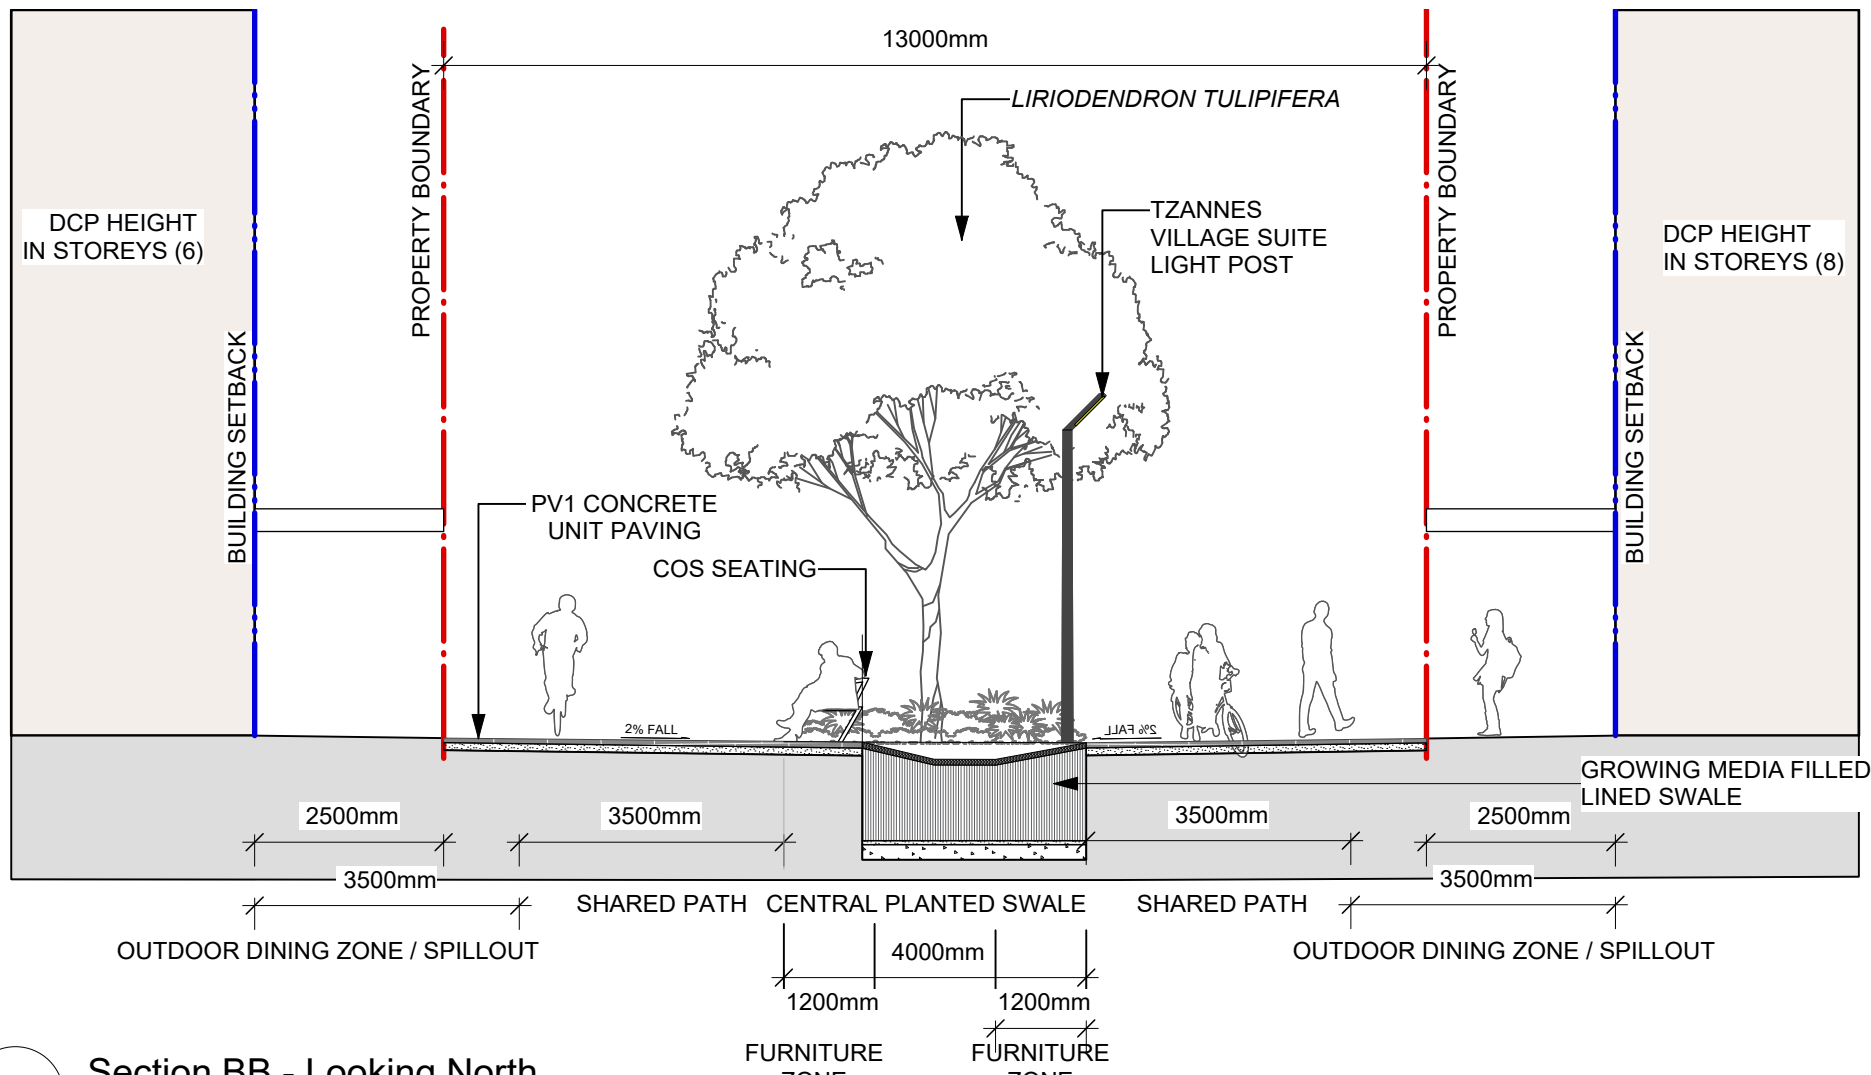 13000mm
LIRIODENDRON TULIPIFERA
PROPERTY BOUNDARY
PROPERTY BOUNDARY
TZANNES
VILLAGE SUITE
LIGHT POST
DCP HEIGHT
IN STOREYS (6)
DCP HEIGHT
IN STOREYS (8)
BUILDING SETBACK
BUILDING SETBACK
PV1 CONCRETE
UNIT PAVING
COS SEATING
2% FALL
2% FALL
GROWING MEDIA FILLED
LINED SWALE
2500mm
3500mm
3500mm
2500mm
3500mm
3500mm
SHARED PATH
CENTRAL PLANTED SWALE
SHARED PATH
OUTDOOR DINING ZONE / SPILLOUT
OUTDOOR DINING ZONE / SPILLOUT
4000mm
1200mm
1200mm
FURNITURE
ZONE
FURNITURE
ZONE
Section BB - Looking North